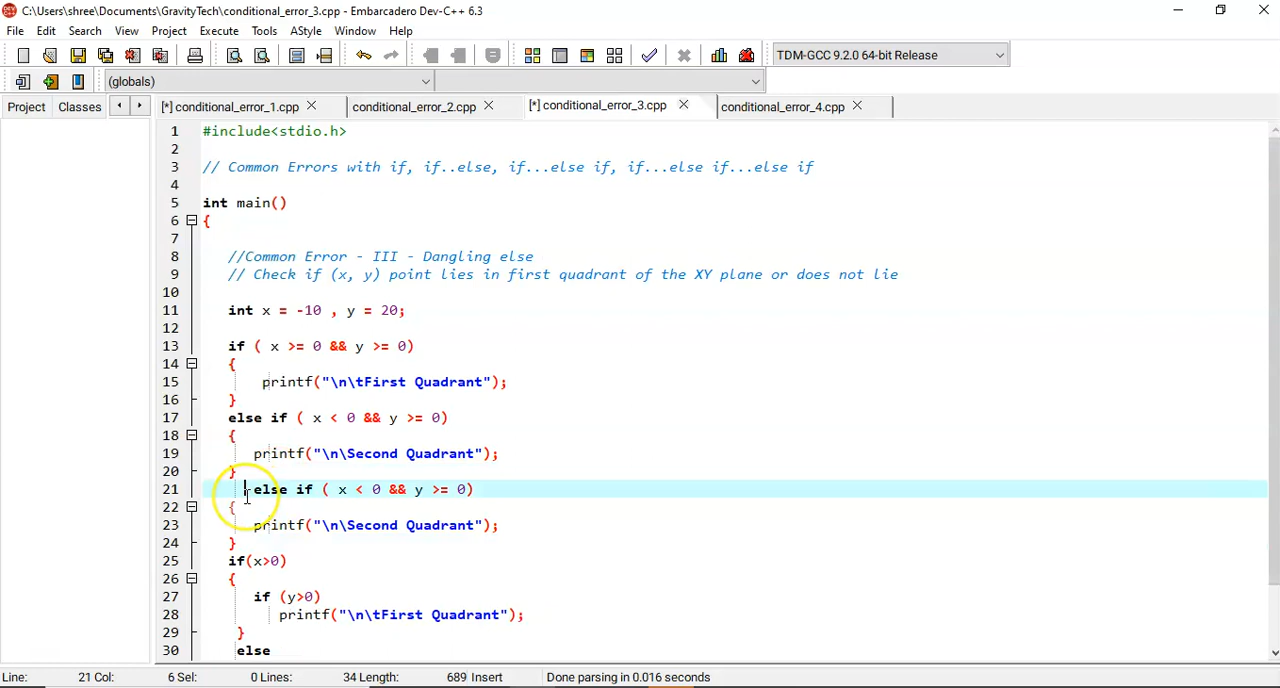 C:\Users\shree\Documents\GravityTech\conditional_error_3.cpp - Embarcadero Dev-C++ 6.3
File Edit Search View Project Execute Tools AStyle Window Help
TDM-GCC 9.2.0 64-bit Release
(globals)
Project Classes [*] conditional_error_1.cpp conditional_error_2.cpp [*] conditional_error_3.cpp conditional_error_4.cpp
1 #include<stdio.h>
2
3 // Common Errors with if, if..else, if...else if, if...else if...else if
4
5 int main()
6 {
7
8 //Common Error - III - Dangling else
9 // Check if (x, y) point lies in first quadrant of the XY plane or does not lie
10
11 int x = -10 , y = 20;
12
13 if ( x >= 0 && y >= 0)
14 {
15 printf("\n\tFirst Quadrant");
16 }
17 else if ( x < 0 && y >= 0)
18 {
19 printf("\n\Second Quadrant");
20 }
21 else if ( x < 0 && y >= 0)
22 {
23 printf("\n\Second Quadrant");
24 }
25 if(x>0)
26 {
27 if (y>0)
28 printf("\n\tFirst Quadrant");
29 }
30 else
Line: 21 Col: 6 Sel: 0 Lines: 34 Length: 689 Insert Done parsing in 0.016 seconds